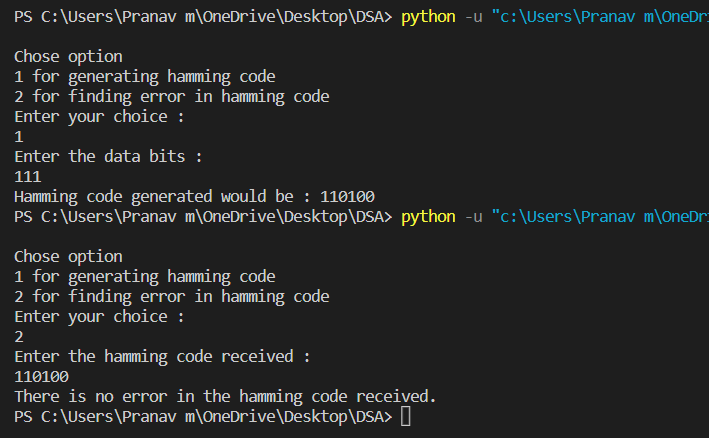 PS C:\Users\Pranav m\OneDrive\Desktop\DSA> python -u "c:\Users\Pranav m\OneDr
Chose option
1 for generating hamming code
2 for finding error in hamming code
Enter your choice :
1
Enter the data bits :
111
Hamming code generated would be : 110100
PS C:\Users\Pranav m\OneDrive\Desktop\DSA> python -u "c:\Users\Pranav m\OneDr
Chose option
1 for generating hamming code
2 for finding error in hamming code
Enter your choice :
2
Enter the hamming code received :
110100
There is no error in the hamming code received.
PS C:\Users\Pranav m\OneDrive\Desktop\DSA>